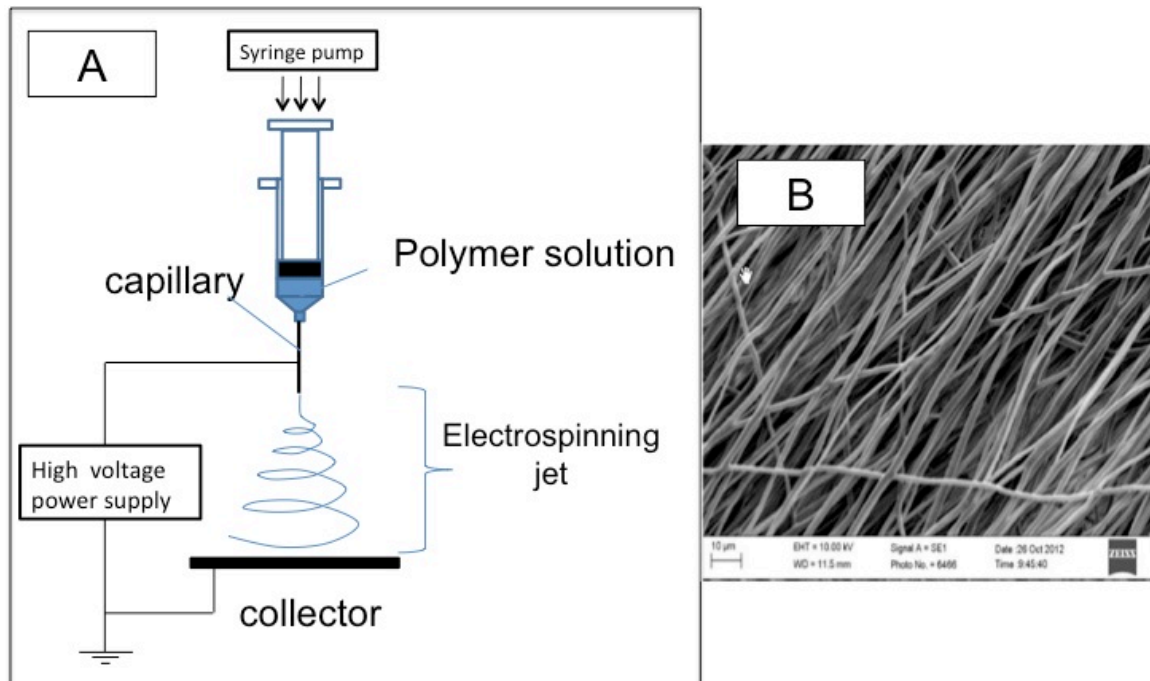 A
Syringe pump
Polymer solution
capillary
Electrospinning
jet
High voltage
power supply
collector
B
10 µm
EHT = 10.00 kV
Signal A = SE1
Date :26 Oct 2012
WD = 11.5 mm
Photo No. = 6466
Time :9:45:40
ZEISS